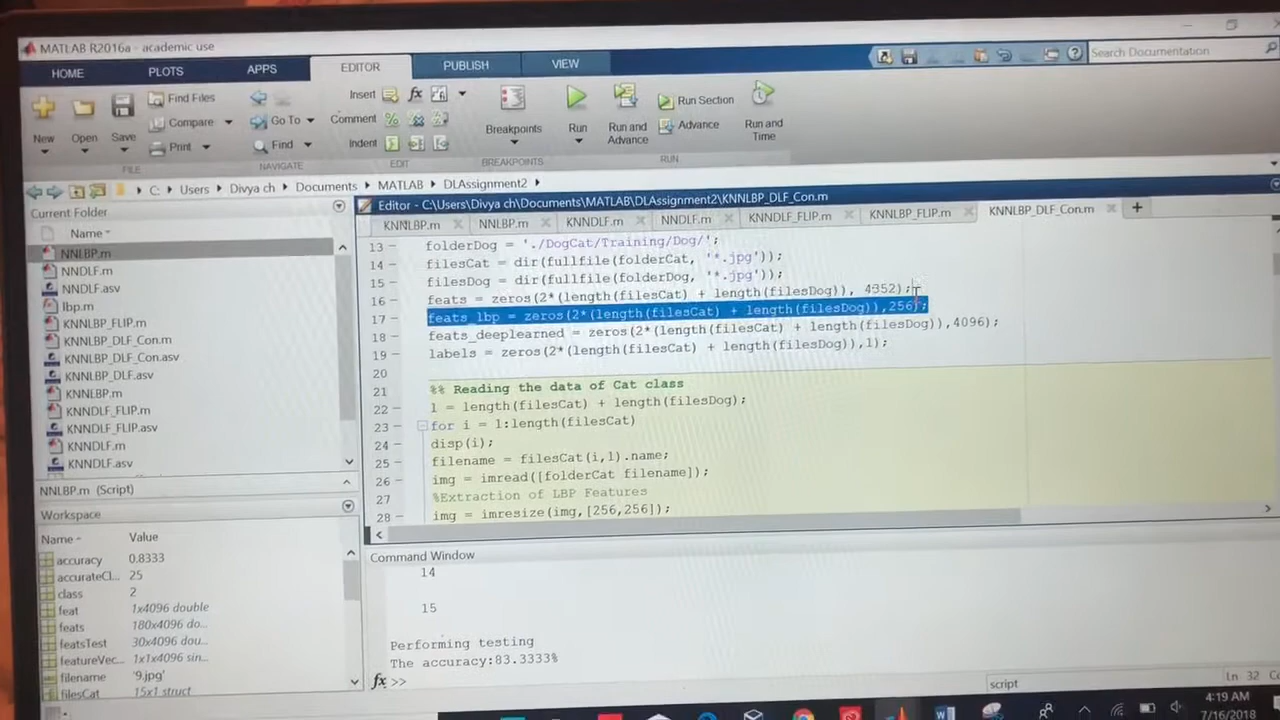 MATLAB R2016a - academic use
Search Documentation
HOME PLOTS APPS EDITOR PUBLISH VIEW
New Open Save Find Files Compare Print
Go To Find
Insert Comment Indent
Breakpoints Run Run and Advance Run Section Advance Run and Time
FILE NAVIGATE EDIT BREAKPOINTS RUN
C: Users Divya ch Documents MATLAB DLAssignment2
Current Folder
Name
NNLBP.m
NNDLF.m
NNDLF.asv
lbp.m
KNNLBP_FLIP.m
KNNLBP_DLF_Con.m
KNNLBP_DLF_Con.asv
KNNLBP_DLF.asv
KNNLBP.m
KNNDLF_FLIP.m
KNNDLF_FLIP.asv
KNNDLF.m
KNNDLF.asv
NNLBP.m (Script)
Workspace
Name Value
accuracy 0.8333
accurateCl... 25
class 2
feat 1x4096 double
feats 180x4096 do...
featsTest 30x4096 dou...
featureVec... 1x1x4096 sin...
filename '9.jpg'
filesCat 15x1 struct
Editor - C:\Users\Divya ch\Documents\MATLAB\DLAssignment2\KNNLBP_DLF_Con.m
KNNLBP.m NNLBP.m KNNDLF.m NNDLF.m KNNDLF_FLIP.m KNNLBP_FLIP.m KNNLBP_DLF_Con.m
13 folderDog = './DogCat/Training/Dog/';
14 filesCat = dir(fullfile(folderCat, '*.jpg'));
15 filesDog = dir(fullfile(folderDog, '*.jpg'));
16 feats = zeros(2*(length(filesCat) + length(filesDog)), 4352);
17 feats_lbp = zeros(2*(length(filesCat) + length(filesDog)),256);
18 feats_deeplearned = zeros(2*(length(filesCat) + length(filesDog)),4096);
19 labels = zeros(2*(length(filesCat) + length(filesDog)),1);
20
21 %% Reading the data of Cat class
22 l = length(filesCat) + length(filesDog);
23 for i = 1:length(filesCat)
24 disp(i);
25 filename = filesCat(i,1).name;
26 img = imread([folderCat filename]);
27 %Extraction of LBP Features
28 img = imresize(img,[256,256]);
Command Window
14
15
Performing testing
The accuracy:83.3333%
fx >>
script
Ln 32
4:19 AM
7/16/2018